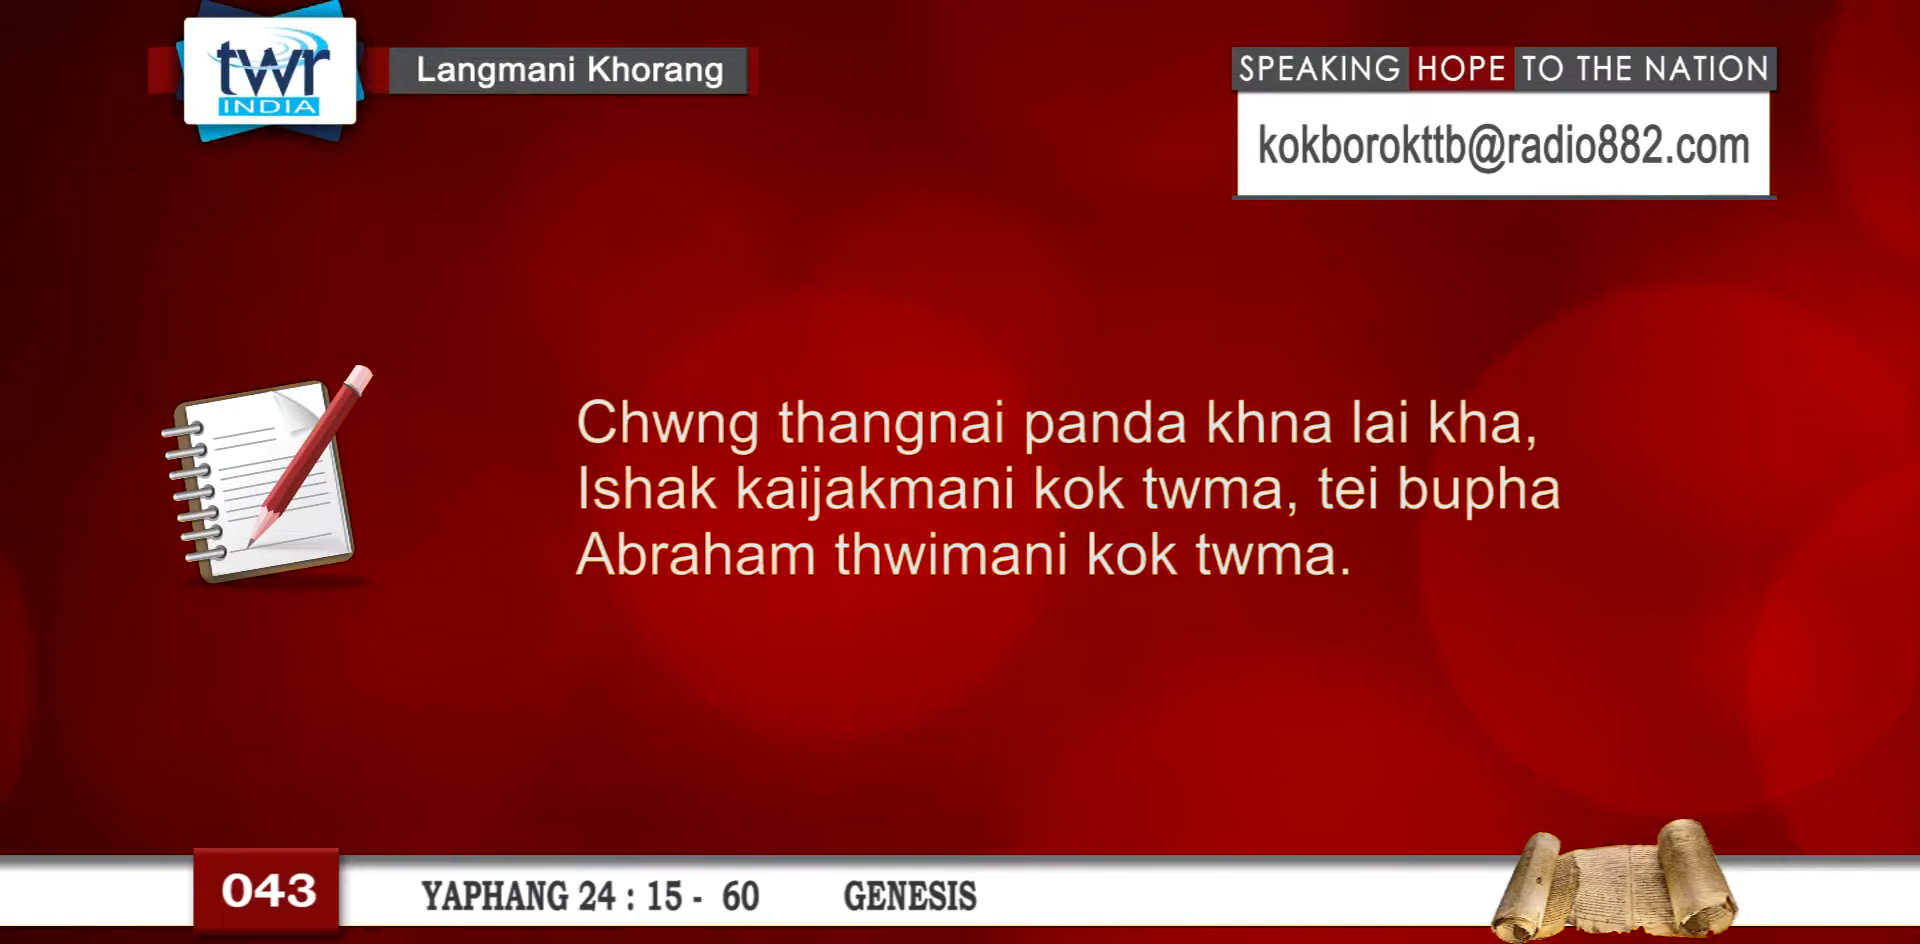 twr
INDIA
Langmani Khorang
SPEAKING HOPE TO THE NATION
kokborokttb@radio882.com
Chwng thangnai panda khna lai kha,
Ishak kaijakmani kok twma, tei bupha
Abraham thwimani kok twma.
043
YAPHANG 24 : 15 - 60 GENESIS